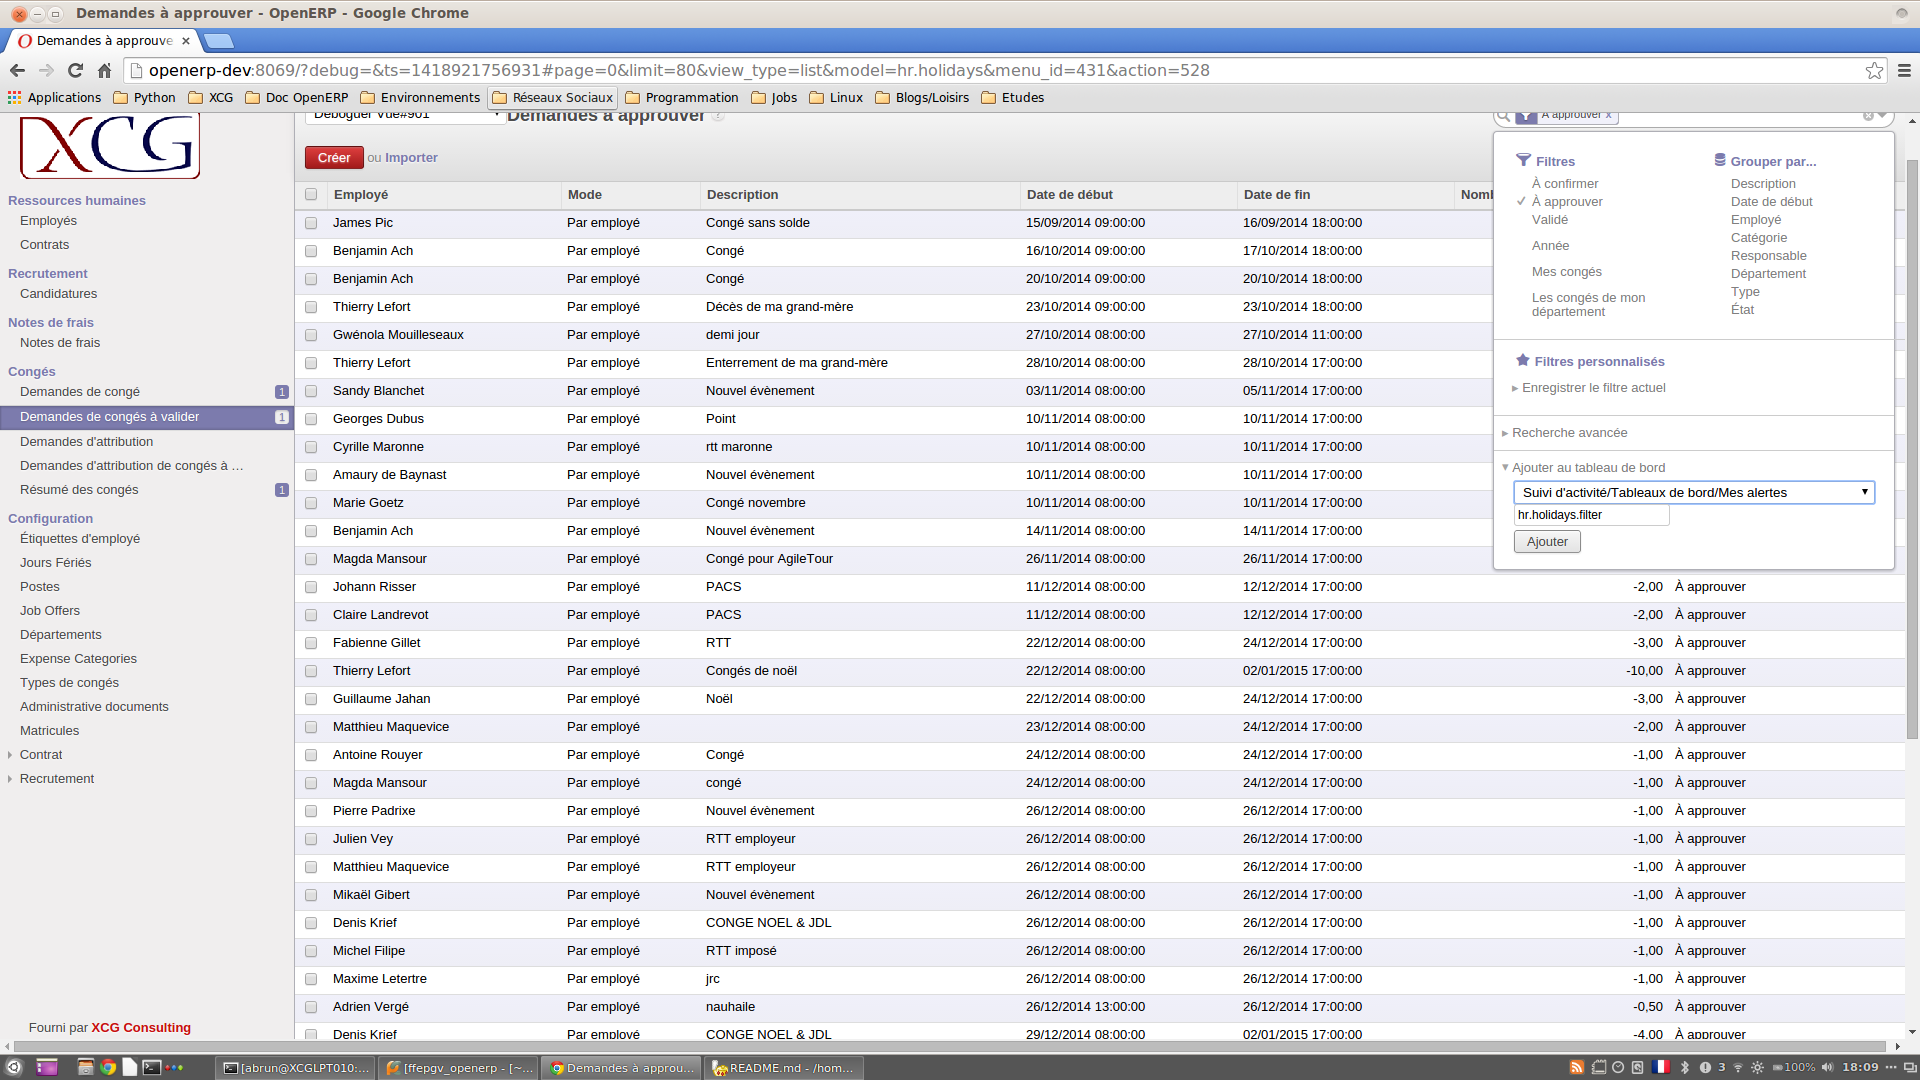 Demandes à approuver - OpenERP - Google Chrome
Demandes à approuve
openerp-dev:8069/?debug=&ts=1418921756931#page=0&limit=80&view_type=list&model=hr.holidays&menu_id=431&action=528
Applications Python XCG Doc OpenERP Environnements Réseaux Sociaux Programmation Jobs Linux Blogs/Loisirs Etudes
XCG
Ressources humaines
Employés
Contrats
Recrutement
Candidatures
Notes de frais
Notes de frais
Congés
Demandes de congé 1
Demandes de congés à valider 1
Demandes d'attribution
Demandes d'attribution de congés à …
Résumé des congés 1
Configuration
Étiquettes d'employé
Jours Fériés
Postes
Job Offers
Départements
Expense Categories
Types de congés
Administrative documents
Matricules
Contrat
Recrutement
Fourni par XCG Consulting
Déboguer Vue#901 Demandes à approuver ?
À approuver x
Créer ou Importer
Employé Mode Description Date de début Date de fin Nom
James Pic Par employé Congé sans solde 15/09/2014 09:00:00 16/09/2014 18:00:00
Benjamin Ach Par employé Congé 16/10/2014 09:00:00 17/10/2014 18:00:00
Benjamin Ach Par employé Congé 20/10/2014 09:00:00 20/10/2014 18:00:00
Thierry Lefort Par employé Décès de ma grand-mère 23/10/2014 09:00:00 23/10/2014 18:00:00
Gwénola Mouilleseaux Par employé demi jour 27/10/2014 08:00:00 27/10/2014 11:00:00
Thierry Lefort Par employé Enterrement de ma grand-mère 28/10/2014 08:00:00 28/10/2014 17:00:00
Sandy Blanchet Par employé Nouvel évènement 03/11/2014 08:00:00 05/11/2014 17:00:00
Georges Dubus Par employé Point 10/11/2014 08:00:00 10/11/2014 17:00:00
Cyrille Maronne Par employé rtt maronne 10/11/2014 08:00:00 10/11/2014 17:00:00
Amaury de Baynast Par employé Nouvel évènement 10/11/2014 08:00:00 10/11/2014 17:00:00
Marie Goetz Par employé Congé novembre 10/11/2014 08:00:00 10/11/2014 17:00:00
Benjamin Ach Par employé Nouvel évènement 14/11/2014 08:00:00 14/11/2014 17:00:00
Magda Mansour Par employé Congé pour AgileTour 26/11/2014 08:00:00 26/11/2014 17:00:00
Johann Risser Par employé PACS 11/12/2014 08:00:00 12/12/2014 17:00:00 -2,00 À approuver
Claire Landrevot Par employé PACS 11/12/2014 08:00:00 12/12/2014 17:00:00 -2,00 À approuver
Fabienne Gillet Par employé RTT 22/12/2014 08:00:00 24/12/2014 17:00:00 -3,00 À approuver
Thierry Lefort Par employé Congés de noël 22/12/2014 08:00:00 02/01/2015 17:00:00 -10,00 À approuver
Guillaume Jahan Par employé Noël 22/12/2014 08:00:00 24/12/2014 17:00:00 -3,00 À approuver
Matthieu Maquevice Par employé 23/12/2014 08:00:00 24/12/2014 17:00:00 -2,00 À approuver
Antoine Rouyer Par employé Congé 24/12/2014 08:00:00 24/12/2014 17:00:00 -1,00 À approuver
Magda Mansour Par employé congé 24/12/2014 08:00:00 24/12/2014 17:00:00 -1,00 À approuver
Pierre Padrixe Par employé Nouvel évènement 26/12/2014 08:00:00 26/12/2014 17:00:00 -1,00 À approuver
Julien Vey Par employé RTT employeur 26/12/2014 08:00:00 26/12/2014 17:00:00 -1,00 À approuver
Matthieu Maquevice Par employé RTT employeur 26/12/2014 08:00:00 26/12/2014 17:00:00 -1,00 À approuver
Mikaël Gibert Par employé Nouvel évènement 26/12/2014 08:00:00 26/12/2014 17:00:00 -1,00 À approuver
Denis Krief Par employé CONGE NOEL & JDL 26/12/2014 08:00:00 26/12/2014 17:00:00 -1,00 À approuver
Michel Filipe Par employé RTT imposé 26/12/2014 08:00:00 26/12/2014 17:00:00 -1,00 À approuver
Maxime Letertre Par employé jrc 26/12/2014 08:00:00 26/12/2014 17:00:00 -1,00 À approuver
Adrien Vergé Par employé nauhaile 26/12/2014 13:00:00 26/12/2014 17:00:00 -0,50 À approuver
Denis Krief Par employé CONGE NOEL & JDL 29/12/2014 08:00:00 02/01/2015 17:00:00 -4,00 À approuver
Filtres
À confirmer
À approuver
Validé
Année
Mes congés
Les congés de mon
département
Grouper par...
Description
Date de début
Employé
Catégorie
Responsable
Département
Type
État
Filtres personnalisés
Enregistrer le filtre actuel
Recherche avancée
Ajouter au tableau de bord
Suivi d'activité/Tableaux de bord/Mes alertes
hr.holidays.filter
Ajouter
[abrun@XCGLPT010:... [ffepgv_openerp - [~... Demandes à approu... README.md - /hom... 3 100% 18:09